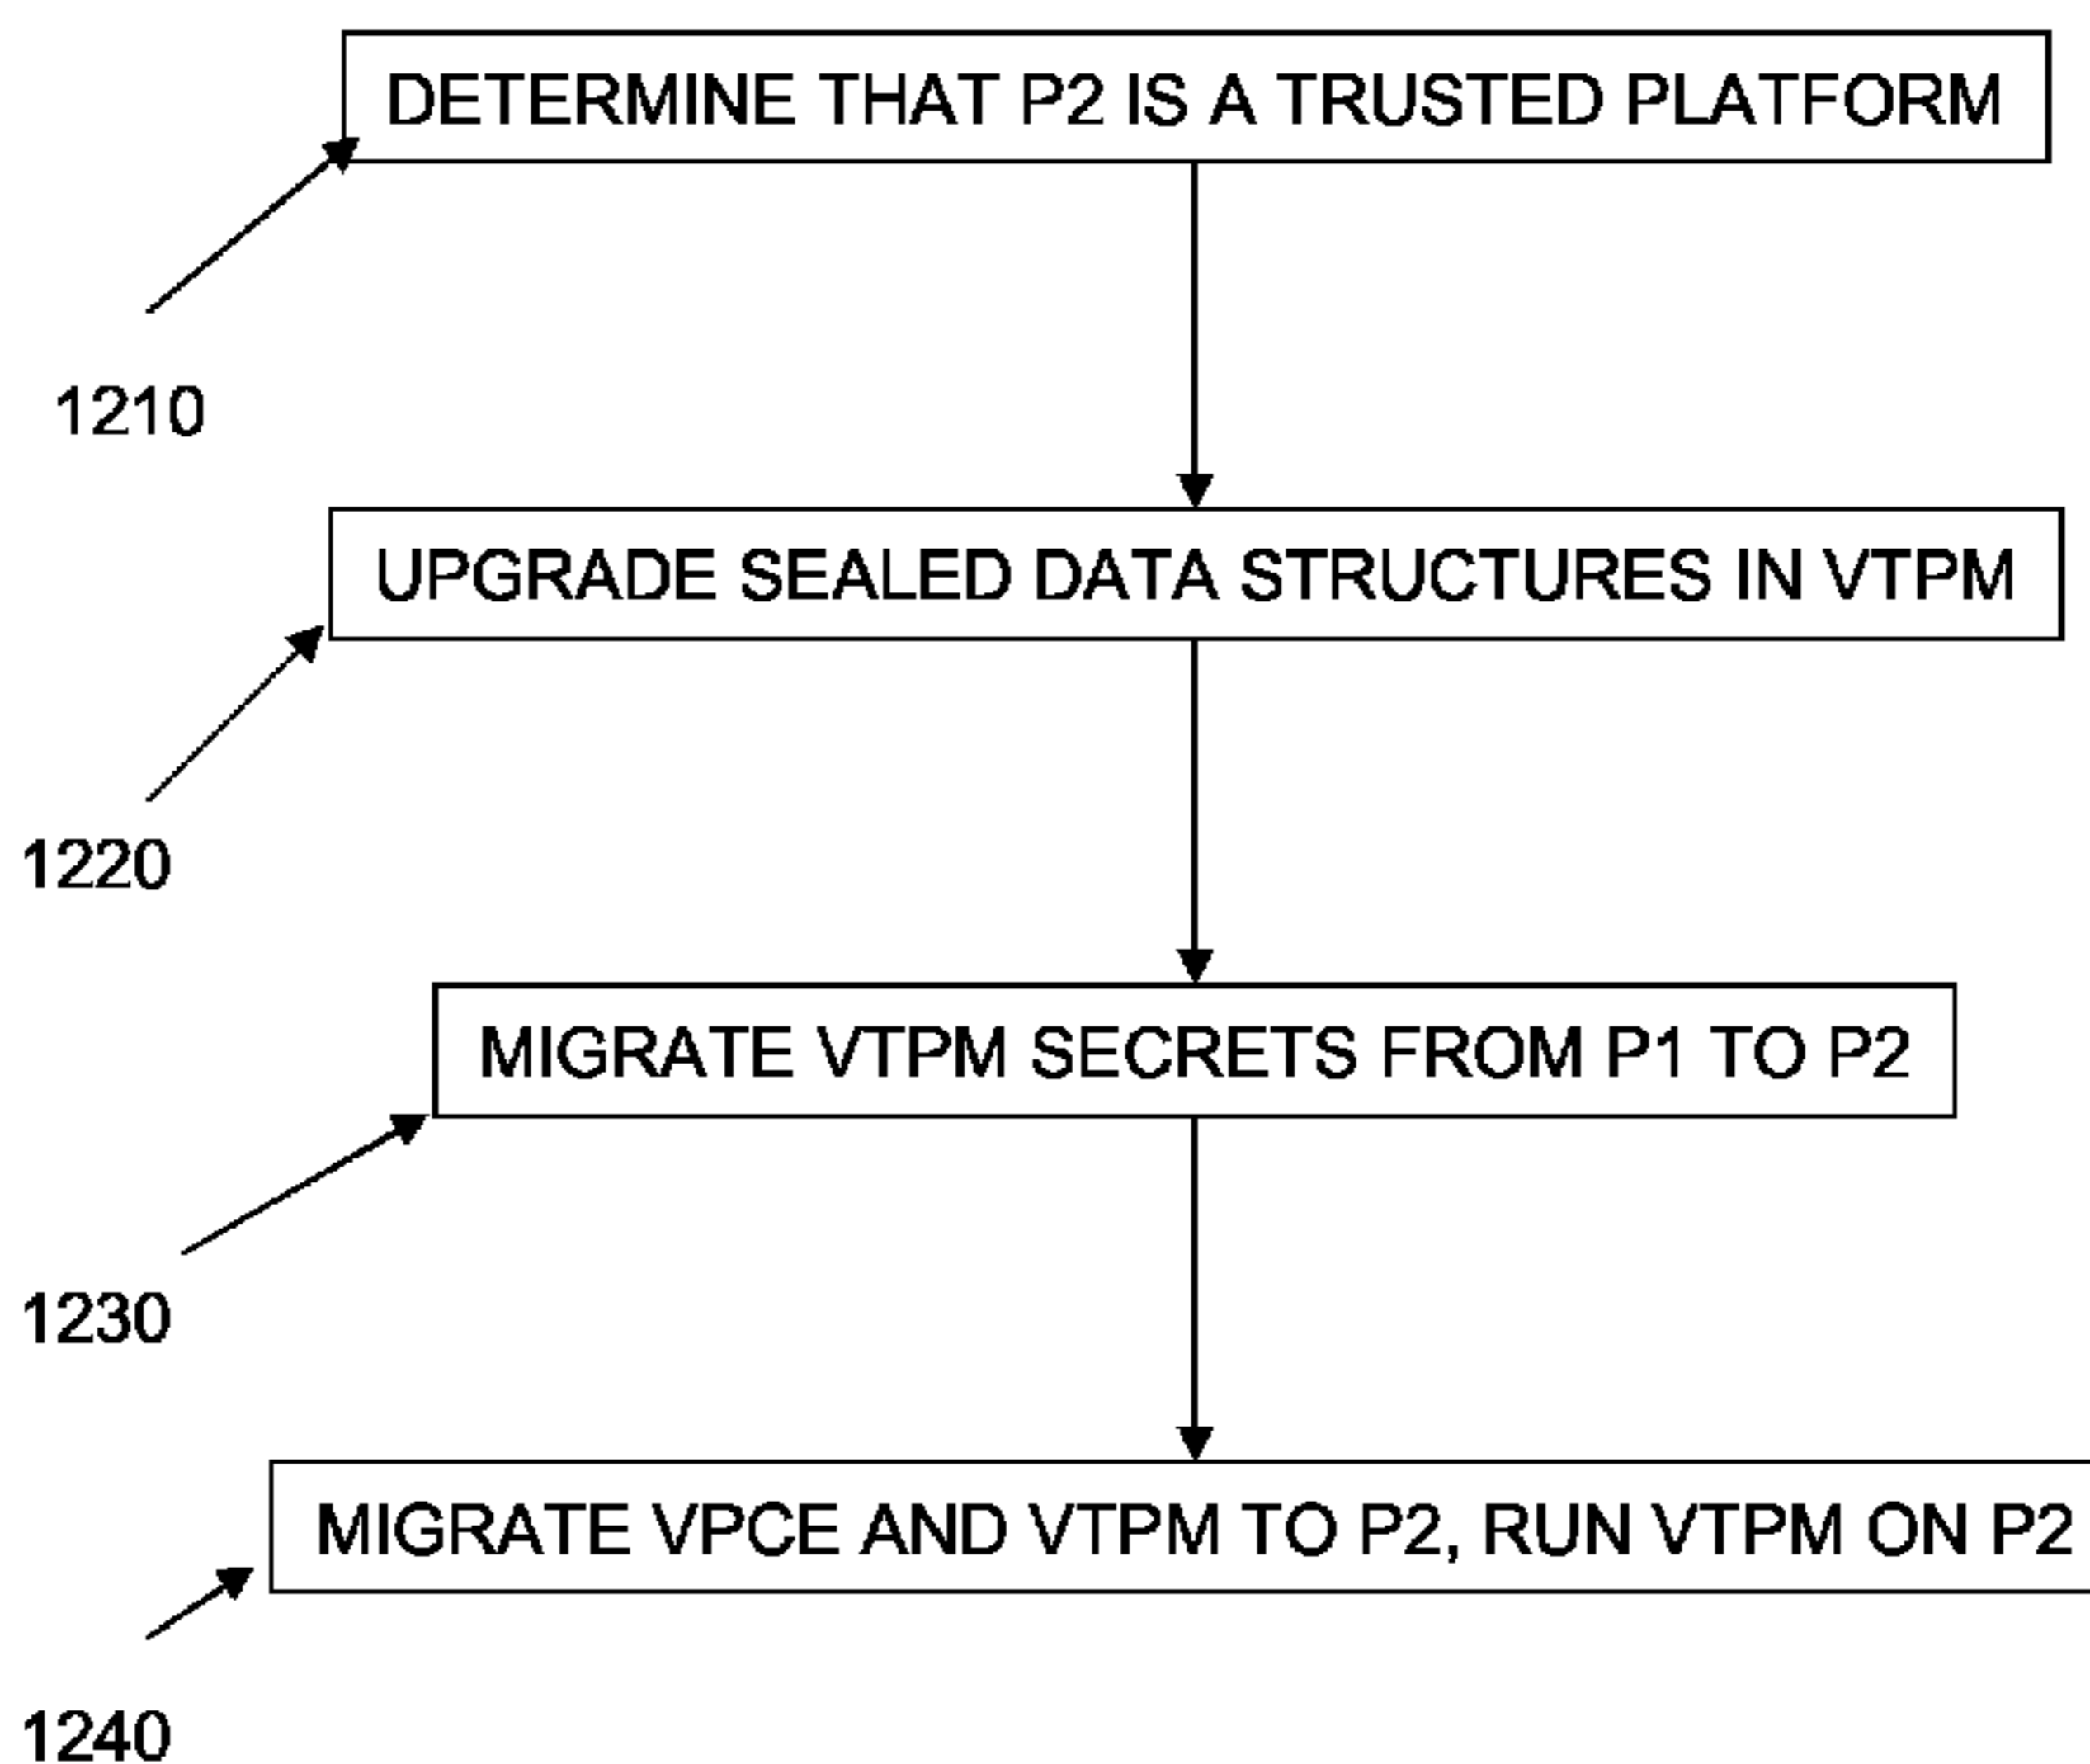 DETERMINE THAT P2 IS A TRUSTED PLATFORM
1210
UPGRADE SEALED DATA STRUCTURES IN VTPM
1220
MIGRATE VTPM SECRETS FROM P1 TO P2
1230
MIGRATE VPCE AND VTPM TO P2, RUN VTPM ON P2
1240